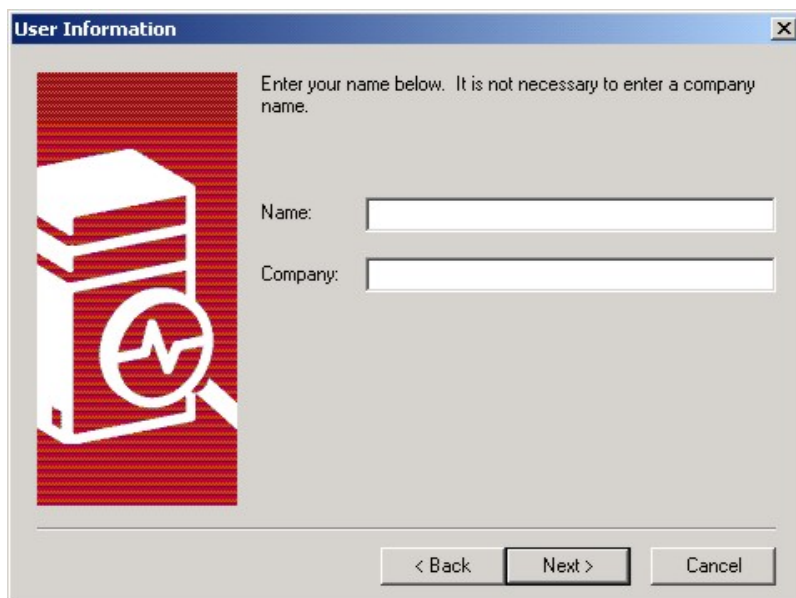 User Information
Enter your name below.  It is not necessary to enter a company
name.
Name:
Company:
< Back
Next >
Cancel